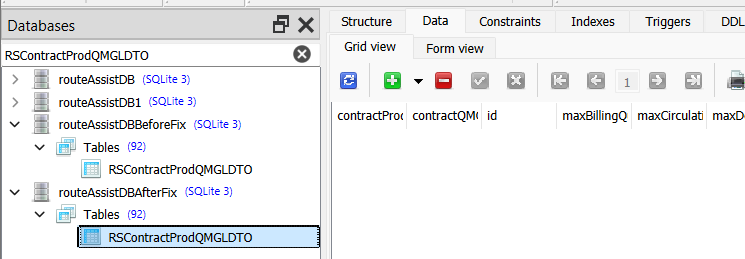 Databases
RSContractProdQMGLDTO
routeAssistDB (SQLite 3)
routeAssistDB1 (SQLite 3)
routeAssistDBBeforeFix (SQLite 3)
Tables (92)
RSContractProdQMGLDTO
routeAssistDBAfterFix (SQLite 3)
Tables (92)
RSContractProdQMGLDTO
Structure Data Constraints Indexes Triggers DDL
Grid view Form view
1
contractProd contractQM id maxBillingQ maxCirculati maxD